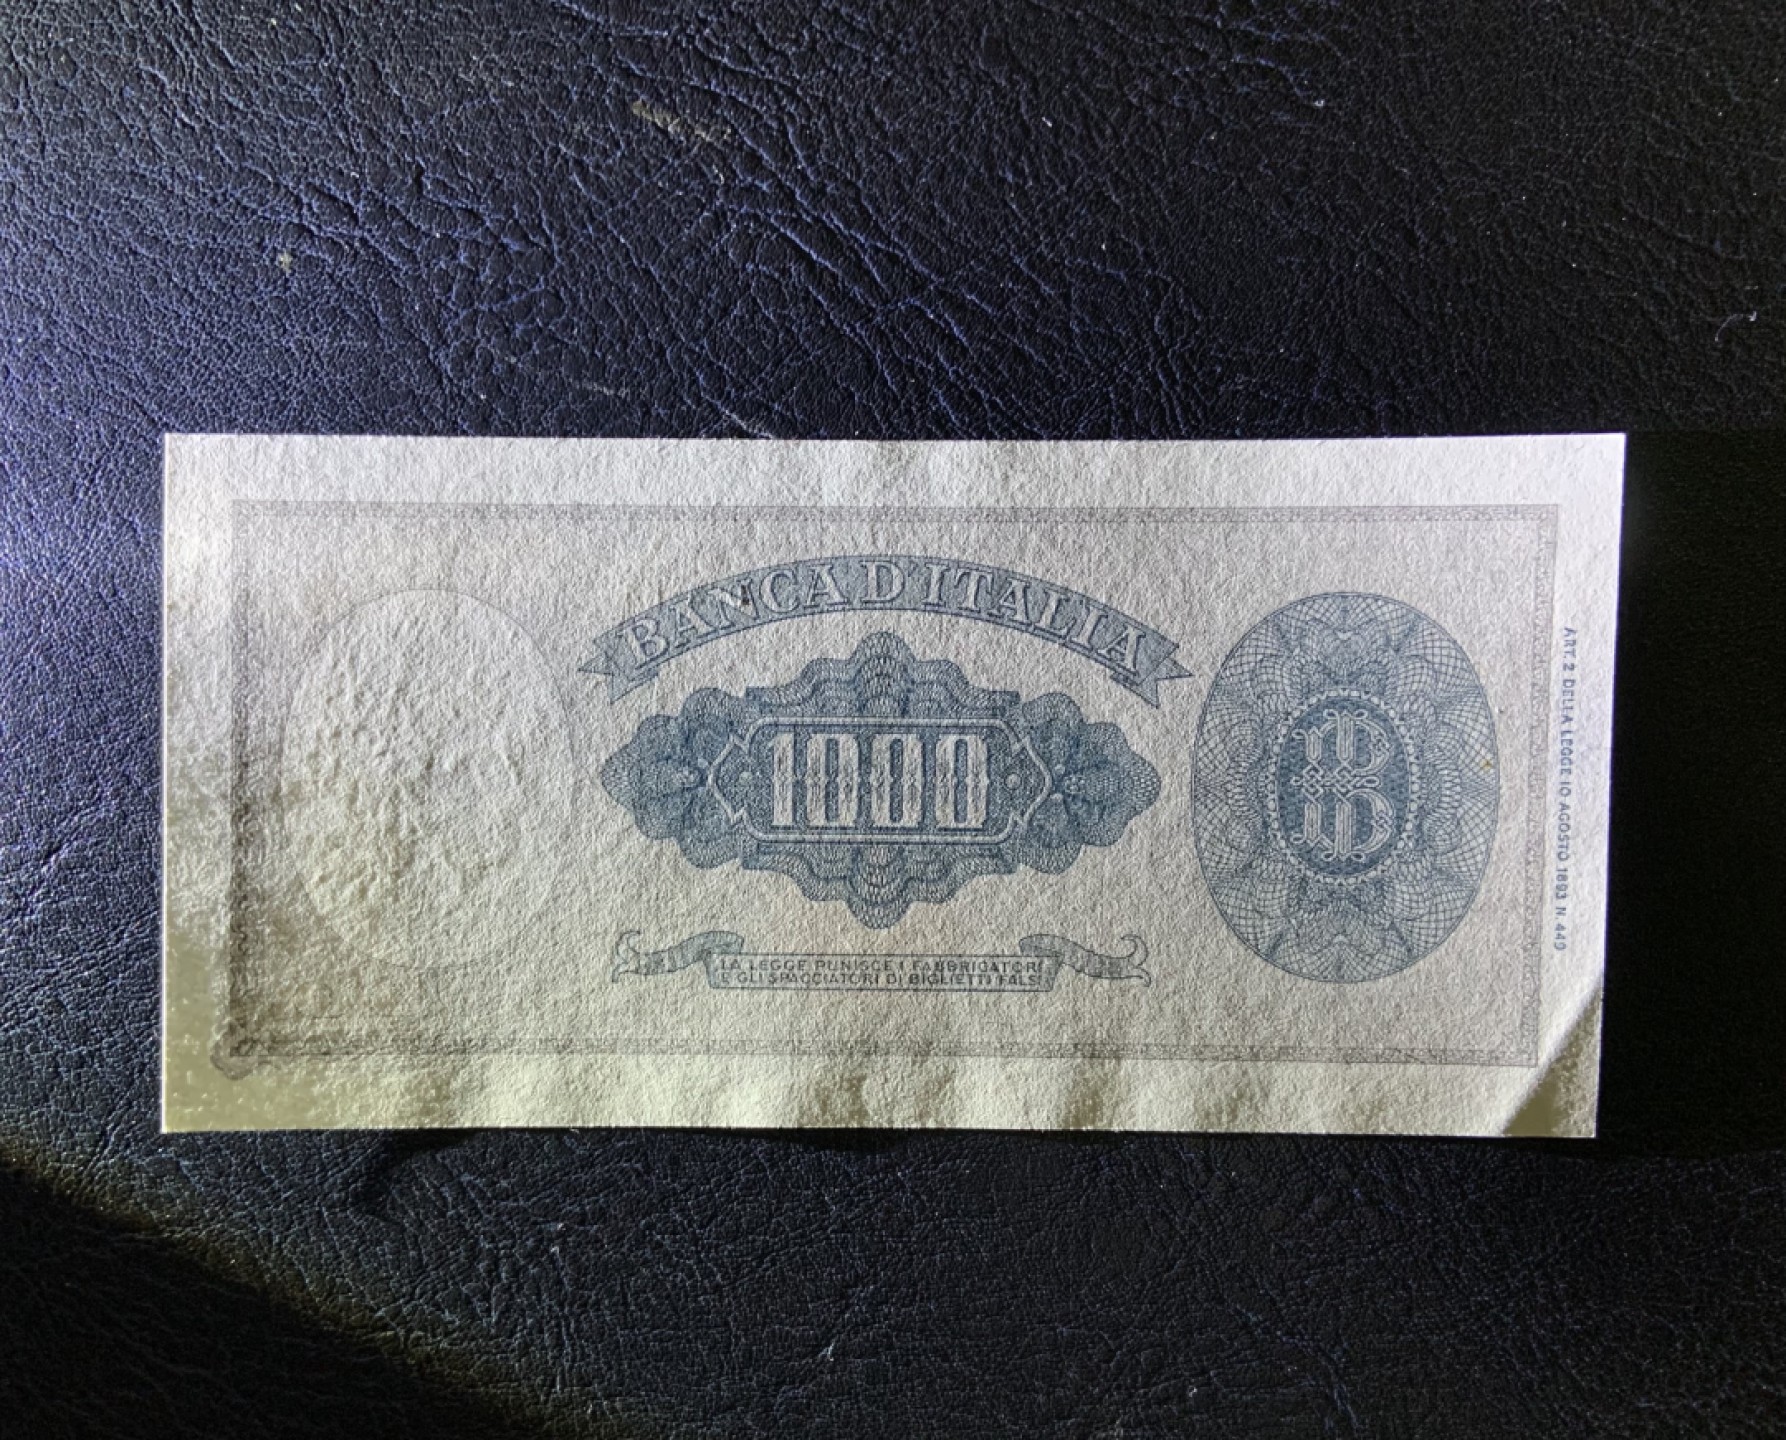 BANCA D'ITALIA
1000
LA LEGGE PUNISCE I FABBRICATORI
E GLI SPACCIATORI DI BIGLIETTI FALSI
ART. 2 DELLA LEGGE 10 AGOSTO 1893 N. 449